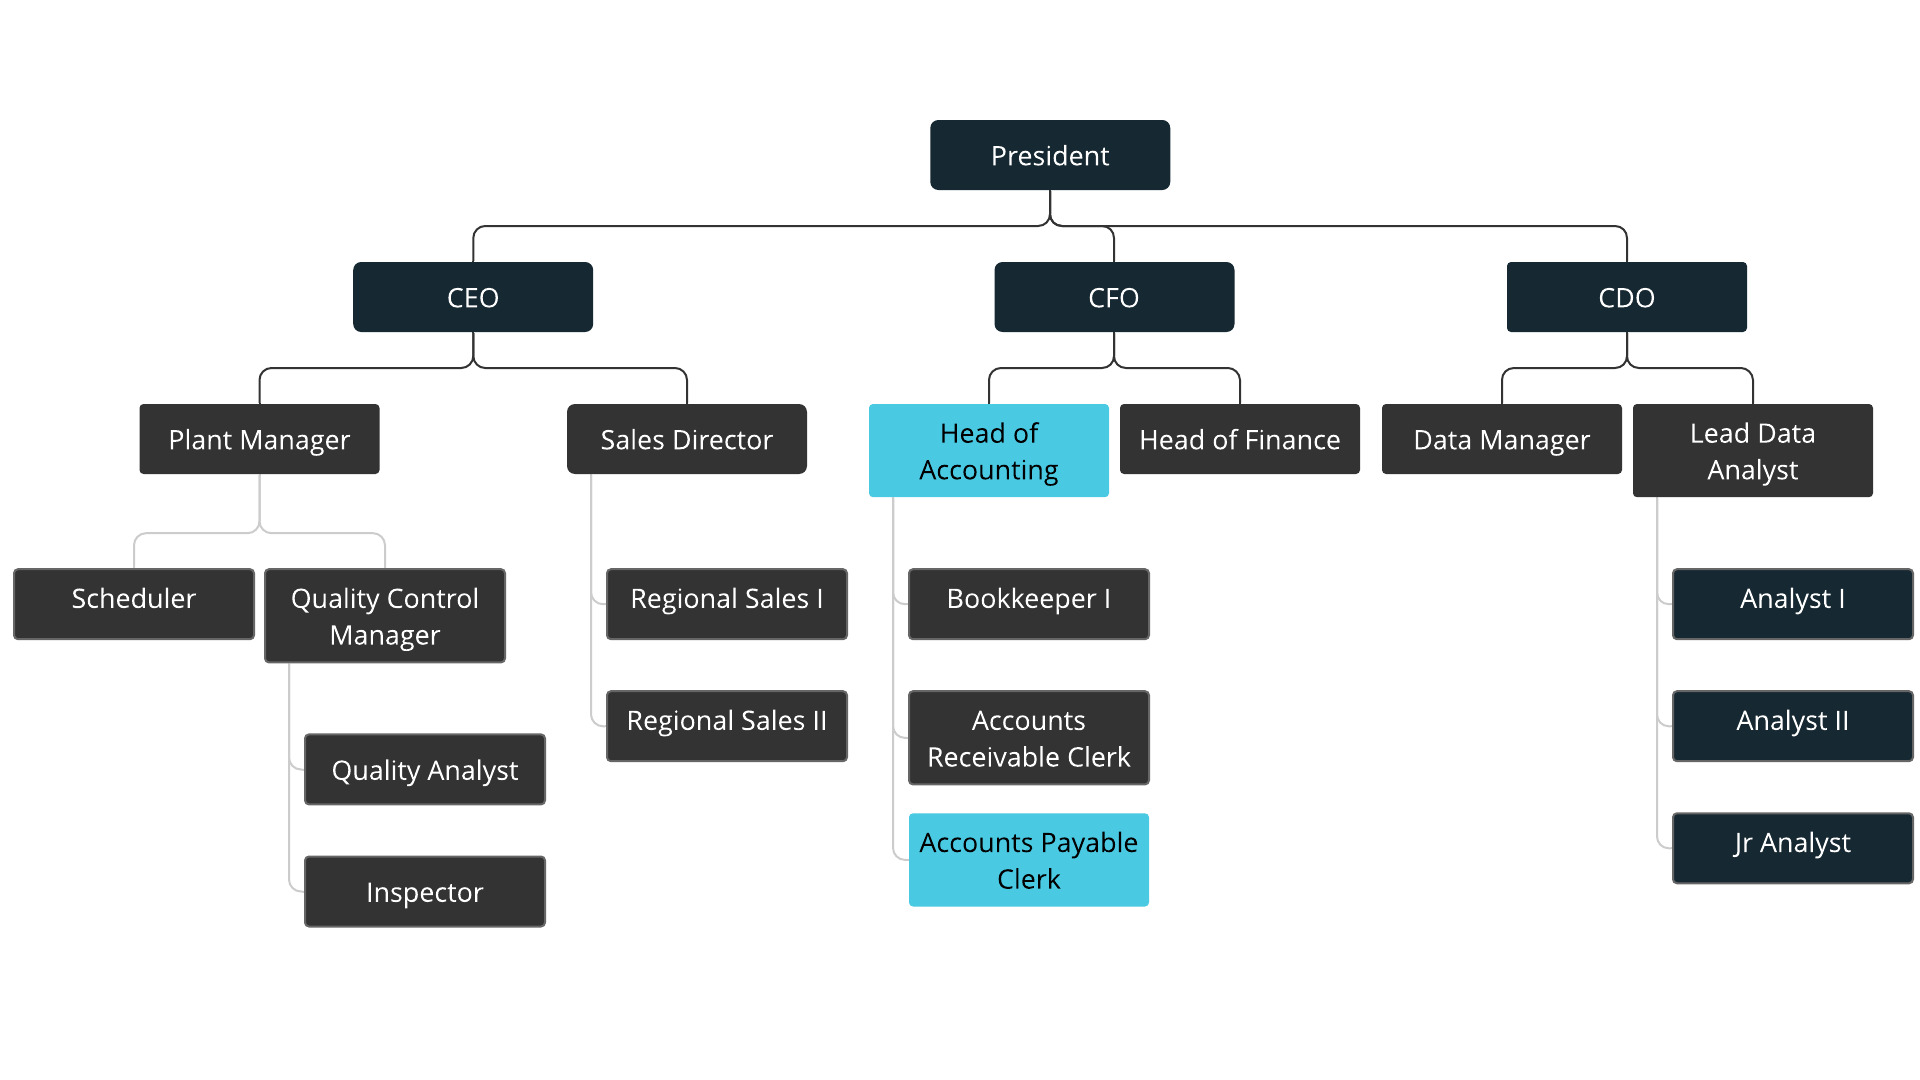 President
CEO
CFO
CDO
Plant Manager
Sales Director
Head of
Accounting
Head of Finance
Data Manager
Lead Data
Analyst
Scheduler
Quality Control
Manager
Regional Sales I
Bookkeeper I
Analyst I
Regional Sales II
Accounts
Receivable Clerk
Analyst II
Quality Analyst
Accounts Payable
Clerk
Jr Analyst
Inspector